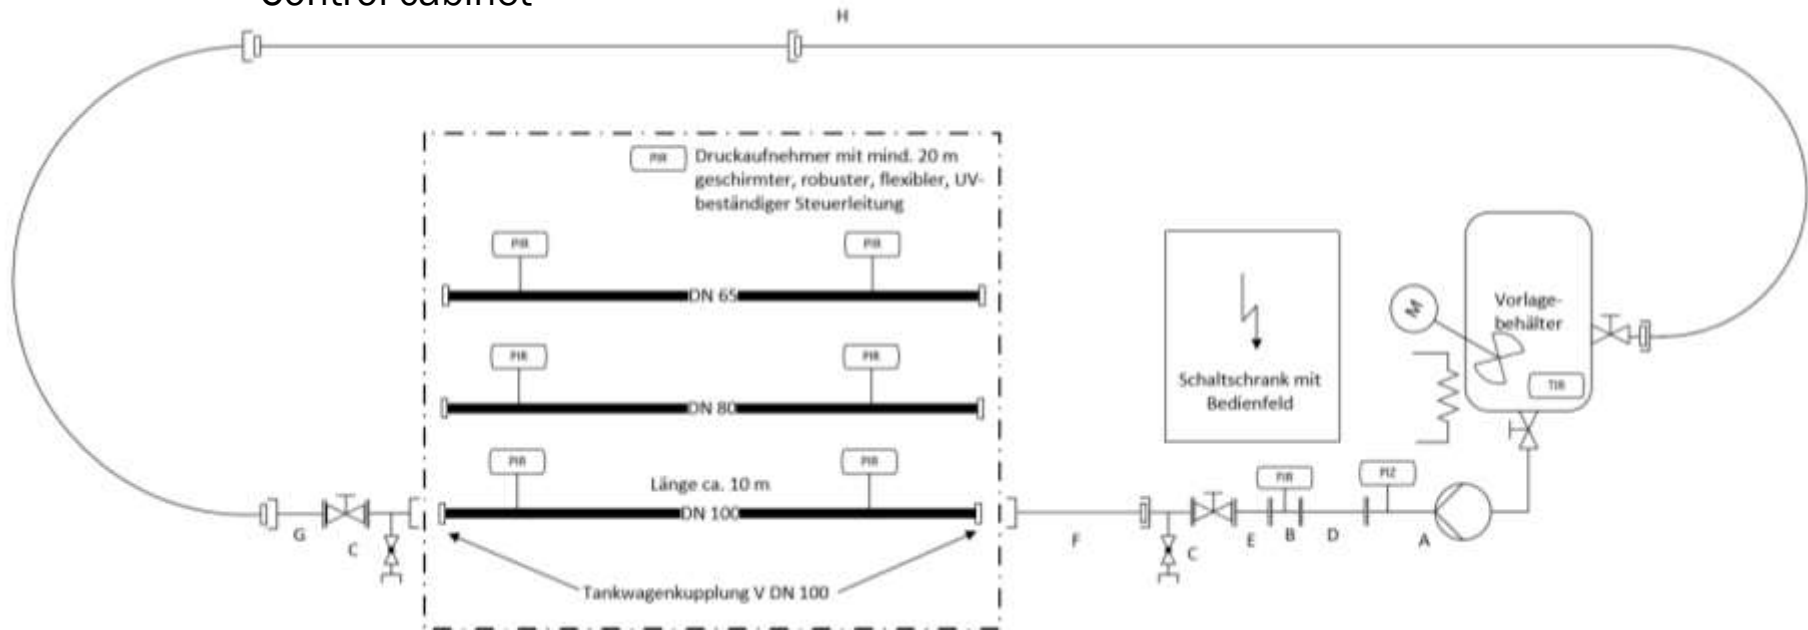 Control cabinet
H
PIR
Druckaufnehmer mit mind. 20 m
geschirmter, robuster, flexibler, UV-
beständiger Steuerleitung
PIR
PIR
DN 65
PIR
PIR
DN 80
PIR
PIR
Länge ca. 10 m
DN 100
Tankwagenkupplung V DN 100
Schaltschrank mit
Bedienfeld
M
Vorlage-
behälter
TIR
PIR
PIZ
G
C
F
C
E
B
D
A